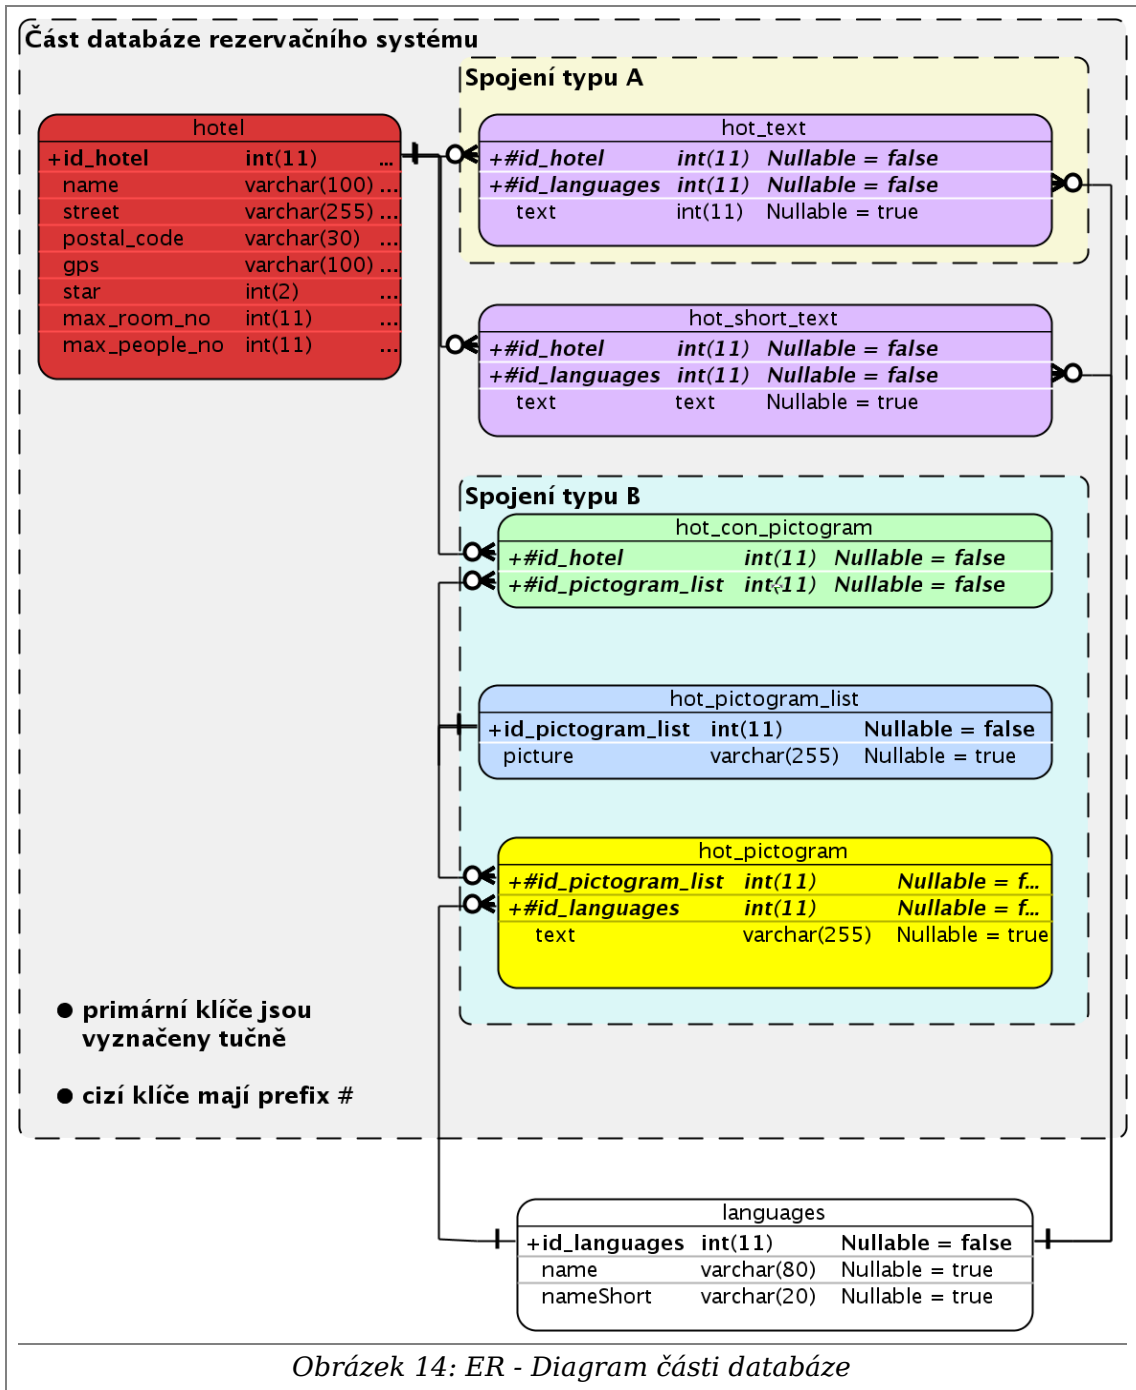 Část databáze rezervačního systému
Spojení typu A
hotel
+id_hotel int(11) ...
name varchar(100) ...
street varchar(255) ...
postal_code varchar(30) ...
gps varchar(100) ...
star int(2) ...
max_room_no int(11) ...
max_people_no int(11) ...
hot_text
+#id_hotel int(11) Nullable = false
+#id_languages int(11) Nullable = false
text int(11) Nullable = true
hot_short_text
+#id_hotel int(11) Nullable = false
+#id_languages int(11) Nullable = false
text text Nullable = true
Spojení typu B
hot_con_pictogram
+#id_hotel int(11) Nullable = false
+#id_pictogram_list int(11) Nullable = false
hot_pictogram_list
+id_pictogram_list int(11) Nullable = false
picture varchar(255) Nullable = true
hot_pictogram
+#id_pictogram_list int(11) Nullable = f...
+#id_languages int(11) Nullable = f...
text varchar(255) Nullable = true
● primární klíče jsou
vyznačeny tučně
● cizí klíče mají prefix #
languages
+id_languages int(11) Nullable = false
name varchar(80) Nullable = true
nameShort varchar(20) Nullable = true
Obrázek 14: ER - Diagram části databáze